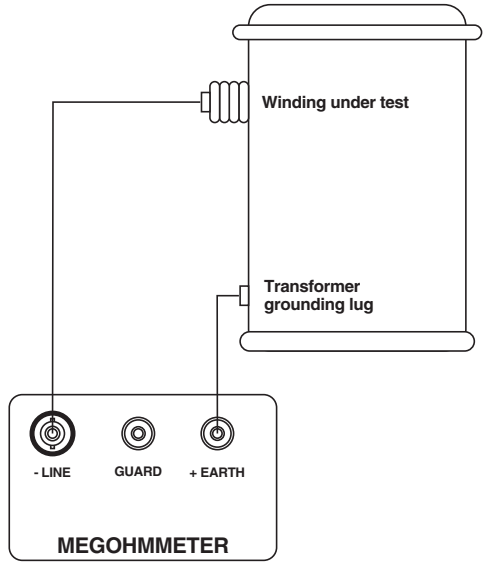 Winding under test
Transformer
grounding lug
- LINE
GUARD
+ EARTH
MEGOHMMETER